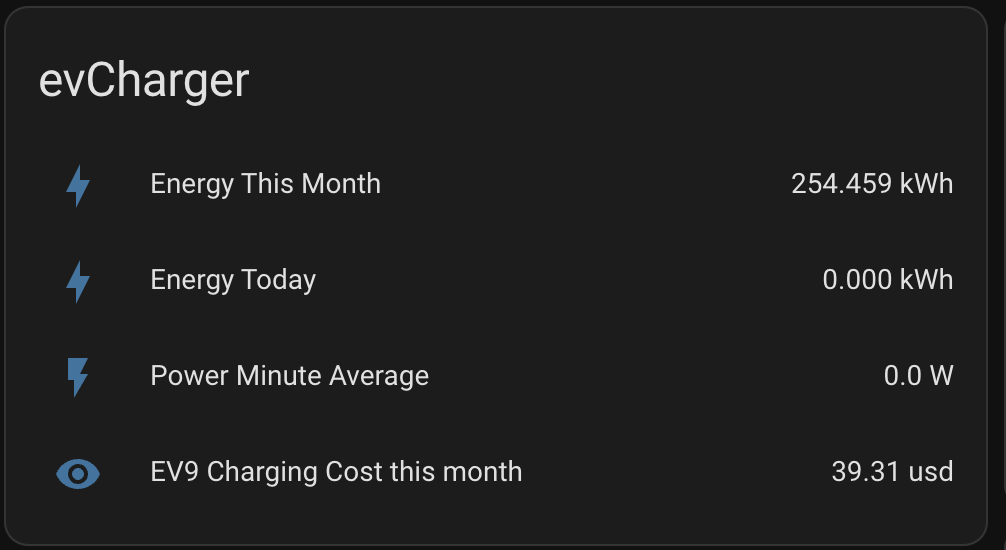 evCharger
Energy This Month 254.459 kWh
Energy Today 0.000 kWh
Power Minute Average 0.0 W
EV9 Charging Cost this month 39.31 usd